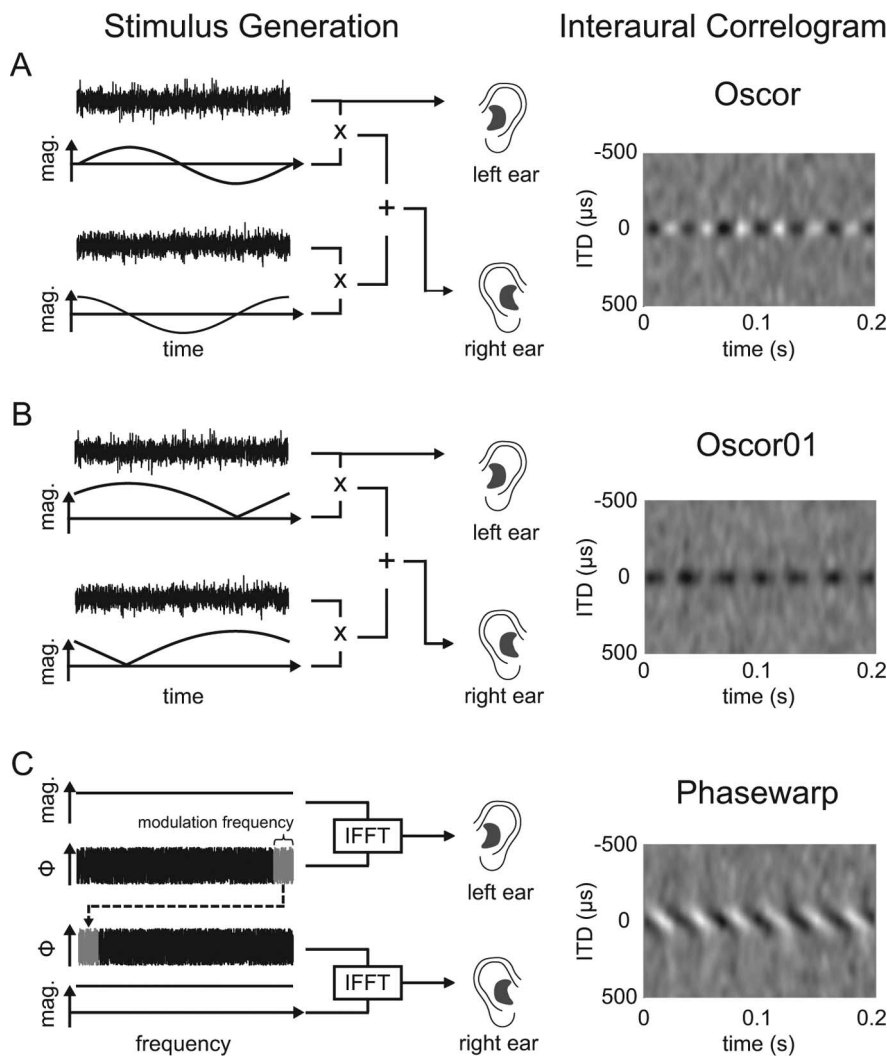 Stimulus Generation
Interaural Correlogram
A
mag.
x
left ear
+
mag.
x
time
right ear
Oscor
ITD (µs)
-500
0
500
0
0.1
0.2
time (s)
B
mag.
x
left ear
+
mag.
x
time
right ear
Oscor01
ITD (µs)
-500
0
500
0
0.1
0.2
time (s)
C
mag.
modulation frequency
Φ
IFFT
left ear
Φ
mag.
IFFT
frequency
right ear
Phasewarp
ITD (µs)
-500
0
500
0
0.1
0.2
time (s)